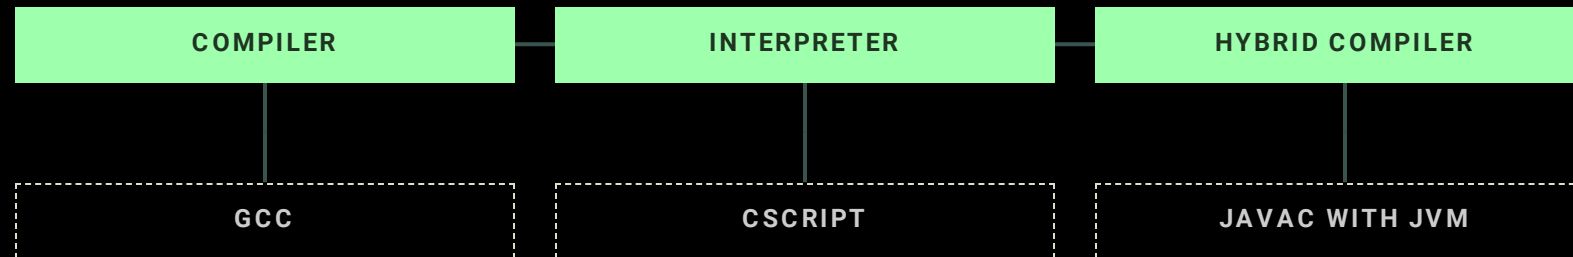 COMPILER
INTERPRETER
HYBRID COMPILER
GCC
CSCRIPT
JAVAC WITH JVM